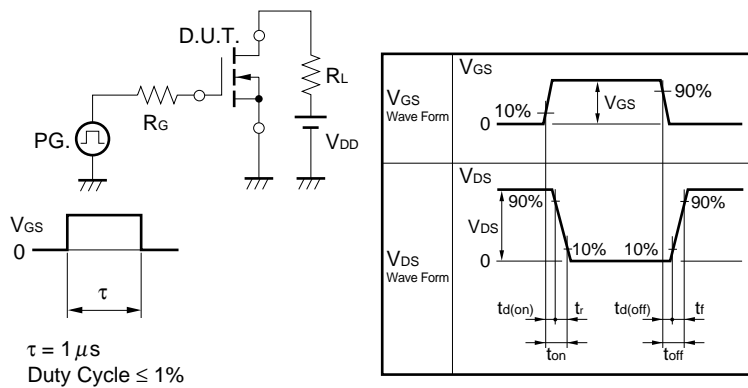 D.U.T.
RL
RG
PG.
VDD
VGS
0
τ
τ = 1 μs
Duty Cycle ≤ 1%
VGS
Wave Form
VGS
10%
VGS
90%
0
VDS
Wave Form
VDS
90%
VDS
10%
10%
90%
0
td(on)
tr
td(off)
tf
ton
toff